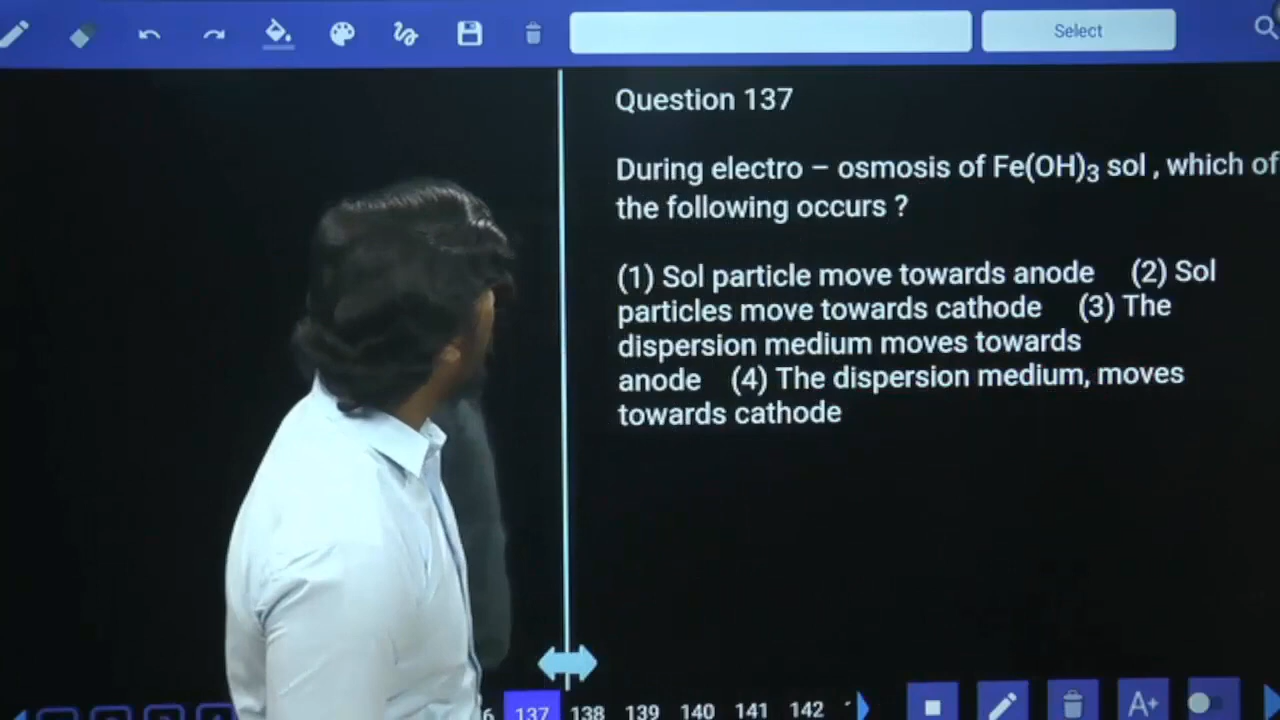 Select
Question 137
During electro – osmosis of Fe(OH)₃ sol , which of
the following occurs ?
(1) Sol particle move towards anode (2) Sol
particles move towards cathode (3) The
dispersion medium moves towards
anode (4) The dispersion medium, moves
towards cathode
6 137 138 139 140 141 142
A+